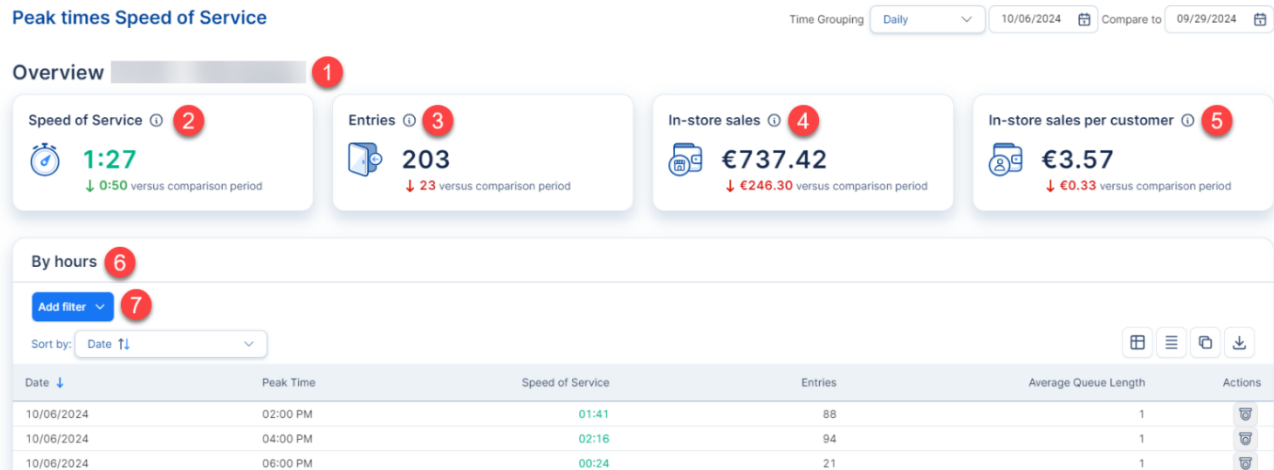 Peak times Speed of Service
Time Grouping Daily 10/06/2024 Compare to 09/29/2024
Overview 1
Speed of Service 2
1:27
↓ 0:50 versus comparison period
Entries 3
203
↓ 23 versus comparison period
In-store sales 4
€737.42
↓ €246.30 versus comparison period
In-store sales per customer 5
€3.57
↓ €0.33 versus comparison period
By hours 6
Add filter 7
Sort by: Date ↑↓
Date ↓ Peak Time Speed of Service Entries Average Queue Length Actions
10/06/2024 02:00 PM 01:41 88 1
10/06/2024 04:00 PM 02:16 94 1
10/06/2024 06:00 PM 00:24 21 1